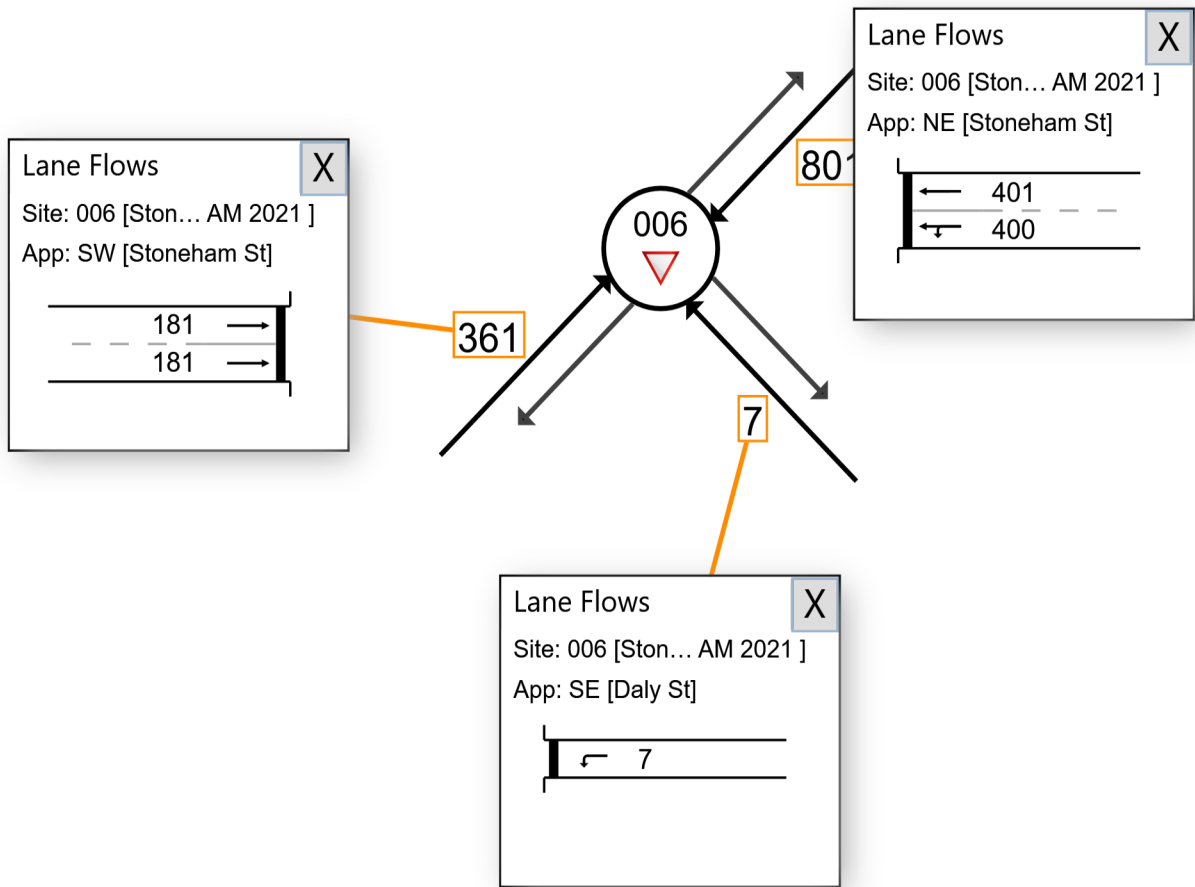 Lane Flows
X
Site: 006 [Ston… AM 2021 ]
App: SW [Stoneham St]
181
181
361
006
801
Lane Flows
X
Site: 006 [Ston… AM 2021 ]
App: NE [Stoneham St]
401
400
7
Lane Flows
X
Site: 006 [Ston… AM 2021 ]
App: SE [Daly St]
7